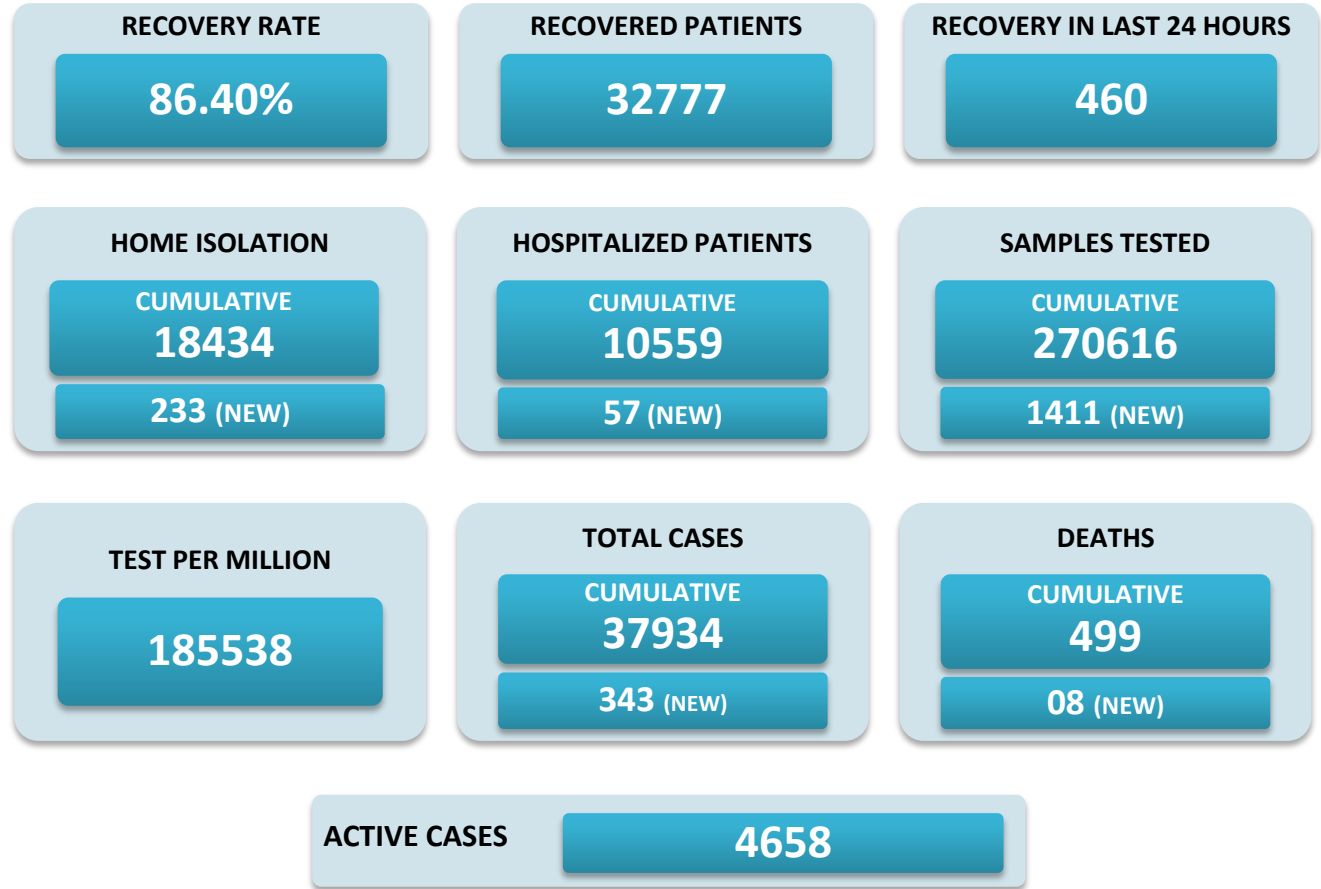 RECOVERY RATE
86.40%
RECOVERED PATIENTS
32777
RECOVERY IN LAST 24 HOURS
460
HOME ISOLATION
CUMULATIVE
18434
233 (NEW)
HOSPITALIZED PATIENTS
CUMULATIVE
10559
57 (NEW)
SAMPLES TESTED
CUMULATIVE
270616
1411 (NEW)
TEST PER MILLION
185538
TOTAL CASES
CUMULATIVE
37934
343 (NEW)
DEATHS
CUMULATIVE
499
08 (NEW)
ACTIVE CASES
4658